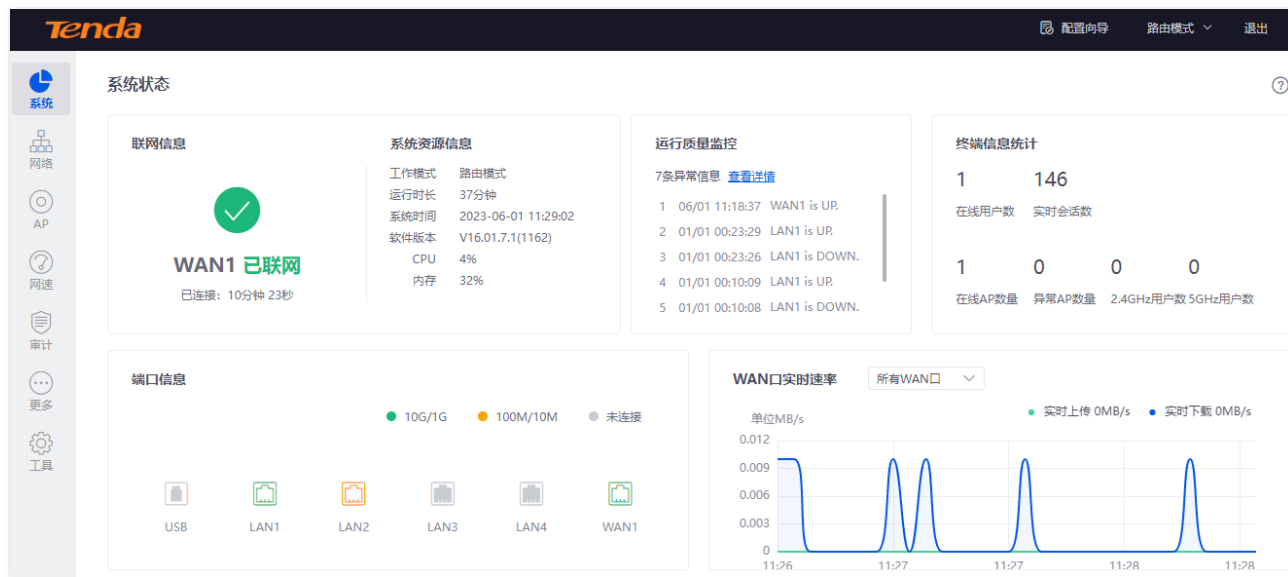 Tenda
配置向导 路由模式 退出
系统
网络
AP
网速
审计
更多
工具
系统状态
?
联网信息
WAN1 已联网
已连接：10分钟 23秒
系统资源信息
工作模式 路由模式
运行时长 37分钟
系统时间 2023-06-01 11:29:02
软件版本 V16.01.7.1(1162)
CPU 4%
内存 32%
运行质量监控
7条异常信息 查看详情
1 06/01 11:18:37 WAN1 is UP.
2 01/01 00:23:29 LAN1 is UP.
3 01/01 00:23:26 LAN1 is DOWN.
4 01/01 00:10:09 LAN1 is UP.
5 01/01 00:10:08 LAN1 is DOWN.
终端信息统计
1 146
在线用户数 实时会话数
1 0 0 0
在线AP数量 异常AP数量 2.4GHz用户数 5GHz用户数
端口信息
10G/1G 100M/10M 未连接
USB LAN1 LAN2 LAN3 LAN4 WAN1
WAN口实时速率 所有WAN口
单位MB/s 实时上传 0MB/s 实时下载 0MB/s
0.012
0.009
0.006
0.003
0
11:26 11:27 11:27 11:28 11:28